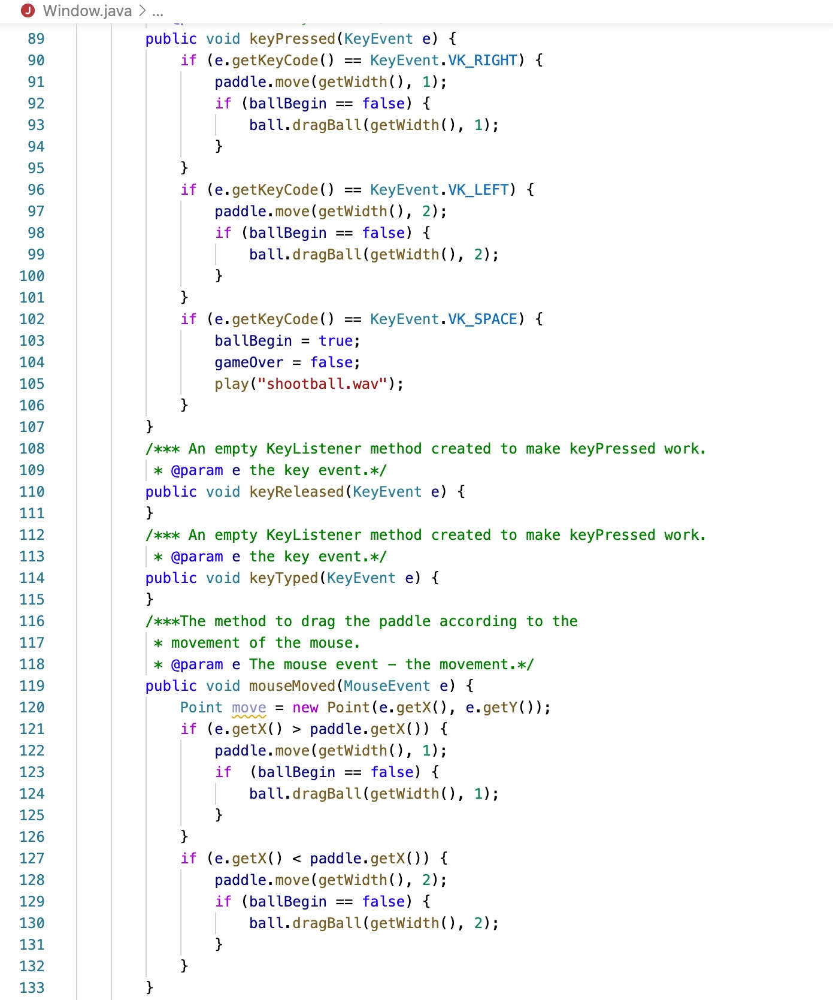 J Window.java > ...
89 public void keyPressed(KeyEvent e) {
90 if (e.getKeyCode() == KeyEvent.VK_RIGHT) {
91 paddle.move(getWidth(), 1);
92 if (ballBegin == false) {
93 ball.dragBall(getWidth(), 1);
94 }
95 }
96 if (e.getKeyCode() == KeyEvent.VK_LEFT) {
97 paddle.move(getWidth(), 2);
98 if (ballBegin == false) {
99 ball.dragBall(getWidth(), 2);
100 }
101 }
102 if (e.getKeyCode() == KeyEvent.VK_SPACE) {
103 ballBegin = true;
104 gameOver = false;
105 play("shootball.wav");
106 }
107 }
108 /*** An empty KeyListener method created to make keyPressed work.
109 * @param e the key event.*/
110 public void keyReleased(KeyEvent e) {
111 }
112 /*** An empty KeyListener method created to make keyPressed work.
113 * @param e the key event.*/
114 public void keyTyped(KeyEvent e) {
115 }
116 /***The method to drag the paddle according to the
117 * movement of the mouse.
118 * @param e The mouse event – the movement.*/
119 public void mouseMoved(MouseEvent e) {
120 Point move = new Point(e.getX(), e.getY());
121 if (e.getX() > paddle.getX()) {
122 paddle.move(getWidth(), 1);
123 if  (ballBegin == false) {
124 ball.dragBall(getWidth(), 1);
125 }
126 }
127 if (e.getX() < paddle.getX()) {
128 paddle.move(getWidth(), 2);
129 if (ballBegin == false) {
130 ball.dragBall(getWidth(), 2);
131 }
132 }
133 }